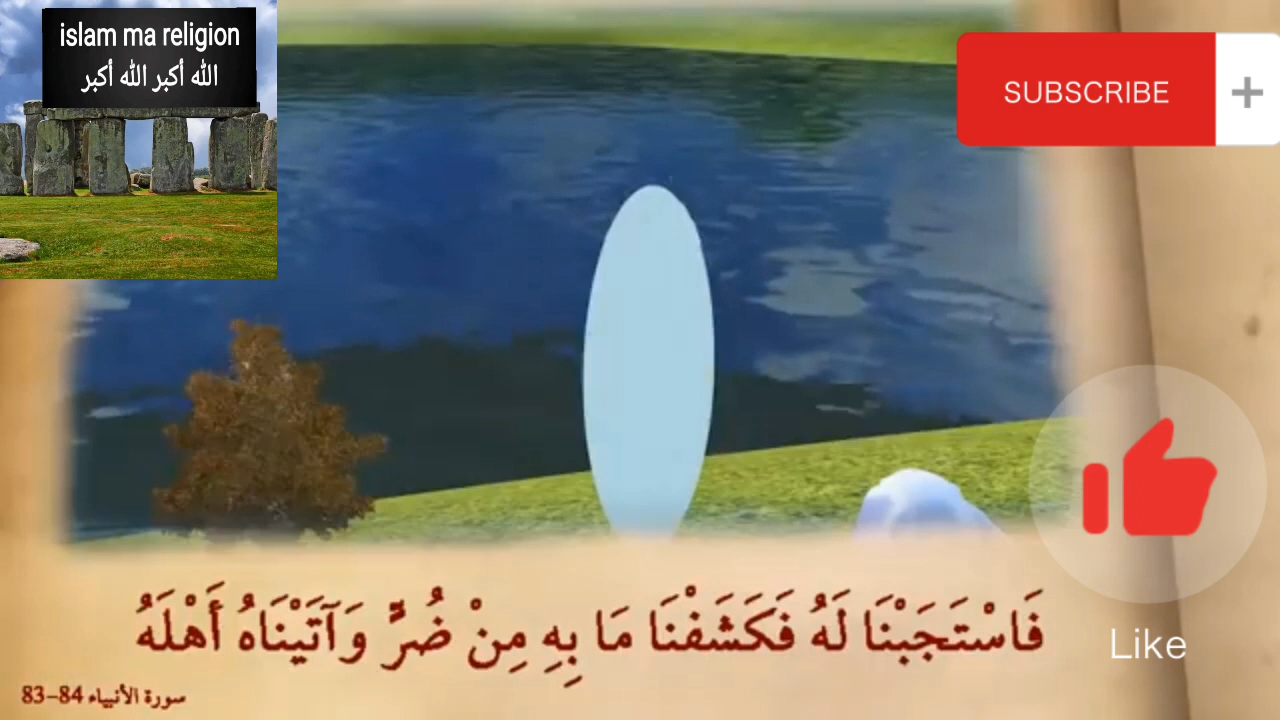 islam ma religion
الله أكبر الله أكبر
SUBSCRIBE +
فَاسْتَجَبْنَا لَهُ فَكَشَفْنَا مَا بِهِ مِنْ ضُرٍّ وَآتَيْنَاهُ أَهْلَهُ
Like
سورة الأنبياء 84-83